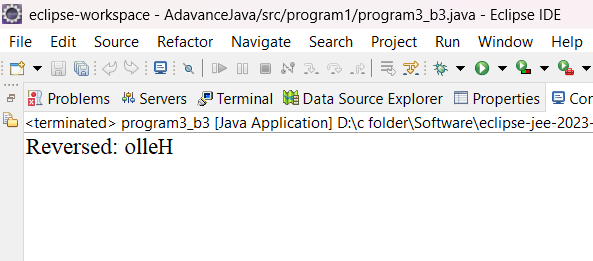 eclipse-workspace - AdavanceJava/src/program1/program3_b3.java - Eclipse IDE
File Edit Source Refactor Navigate Search Project Run Window Help
Problems Servers Terminal Data Source Explorer Properties
<terminated> program3_b3 [Java Application] D:\c folder\Software\eclipse-jee-2023-
Reversed: olleH